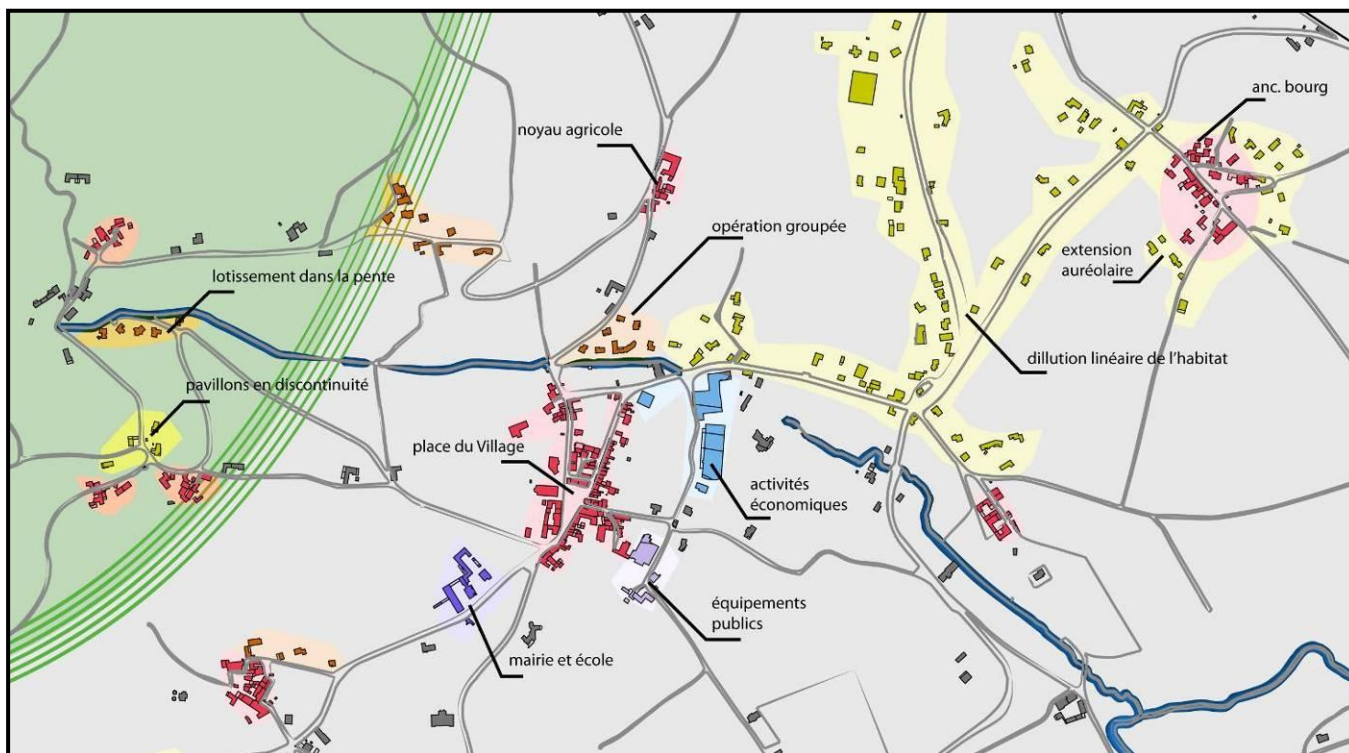 anc. bourg
noyau agricole
opération groupée
extension
auréolaire
lotissement dans la pente
dillution linéaire de l'habitat
pavillons en discontinuité
place du Village
activités
économiques
équipements
publics
mairie et école